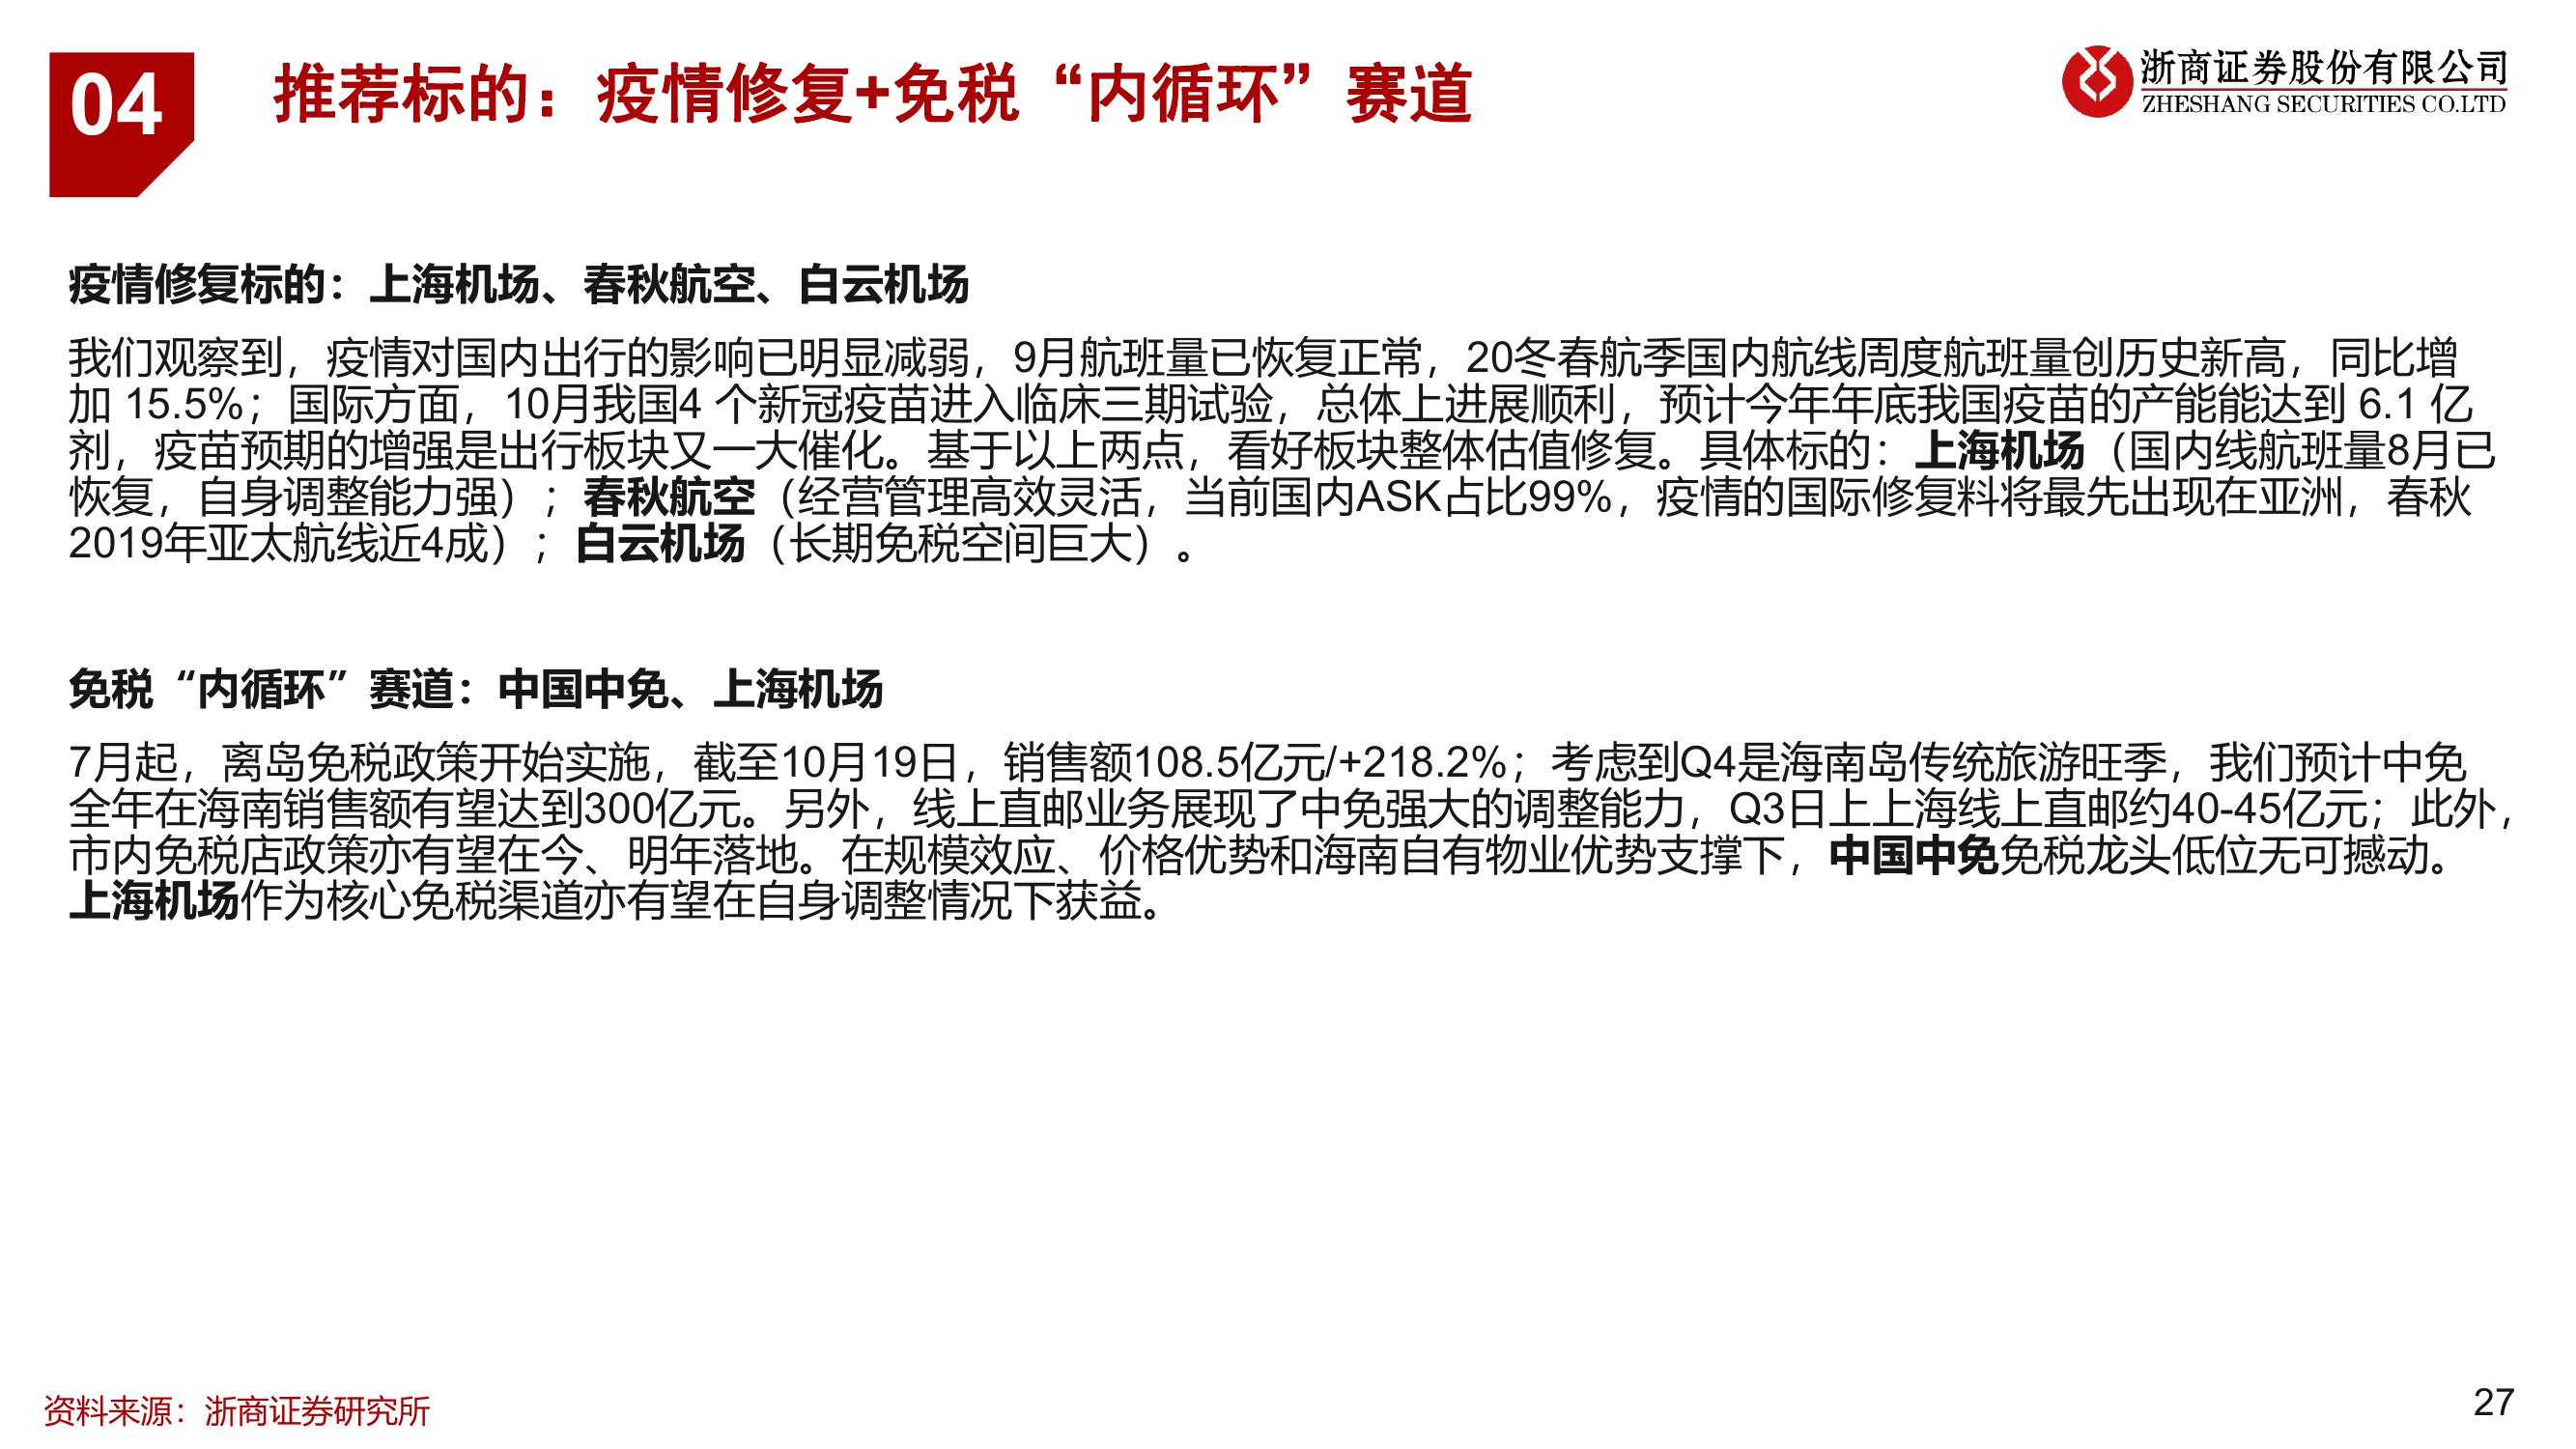 04
推荐标的：疫情修复+免税“内循环”赛道
浙商证券股份有限公司
ZHESHANG SECURITIES CO.LTD
疫情修复标的：上海机场、春秋航空、白云机场
我们观察到，疫情对国内出行的影响已明显减弱，9月航班量已恢复正常，20冬春航季国内航线周度航班量创历史新高，同比增
加 15.5%；国际方面，10月我国4 个新冠疫苗进入临床三期试验，总体上进展顺利，预计今年年底我国疫苗的产能能达到 6.1 亿
剂，疫苗预期的增强是出行板块又一大催化。基于以上两点，看好板块整体估值修复。具体标的：上海机场（国内线航班量8月已
恢复，自身调整能力强）；春秋航空（经营管理高效灵活，当前国内ASK占比99%，疫情的国际修复料将最先出现在亚洲，春秋
2019年亚太航线近4成）；白云机场（长期免税空间巨大）。
免税“内循环”赛道：中国中免、上海机场
7月起，离岛免税政策开始实施，截至10月19日，销售额108.5亿元/+218.2%；考虑到Q4是海南岛传统旅游旺季，我们预计中免
全年在海南销售额有望达到300亿元。另外，线上直邮业务展现了中免强大的调整能力，Q3日上上海线上直邮约40-45亿元；此外，
市内免税店政策亦有望在今、明年落地。在规模效应、价格优势和海南自有物业优势支撑下，中国中免免税龙头低位无可撼动。
上海机场作为核心免税渠道亦有望在自身调整情况下获益。
资料来源：浙商证券研究所
27